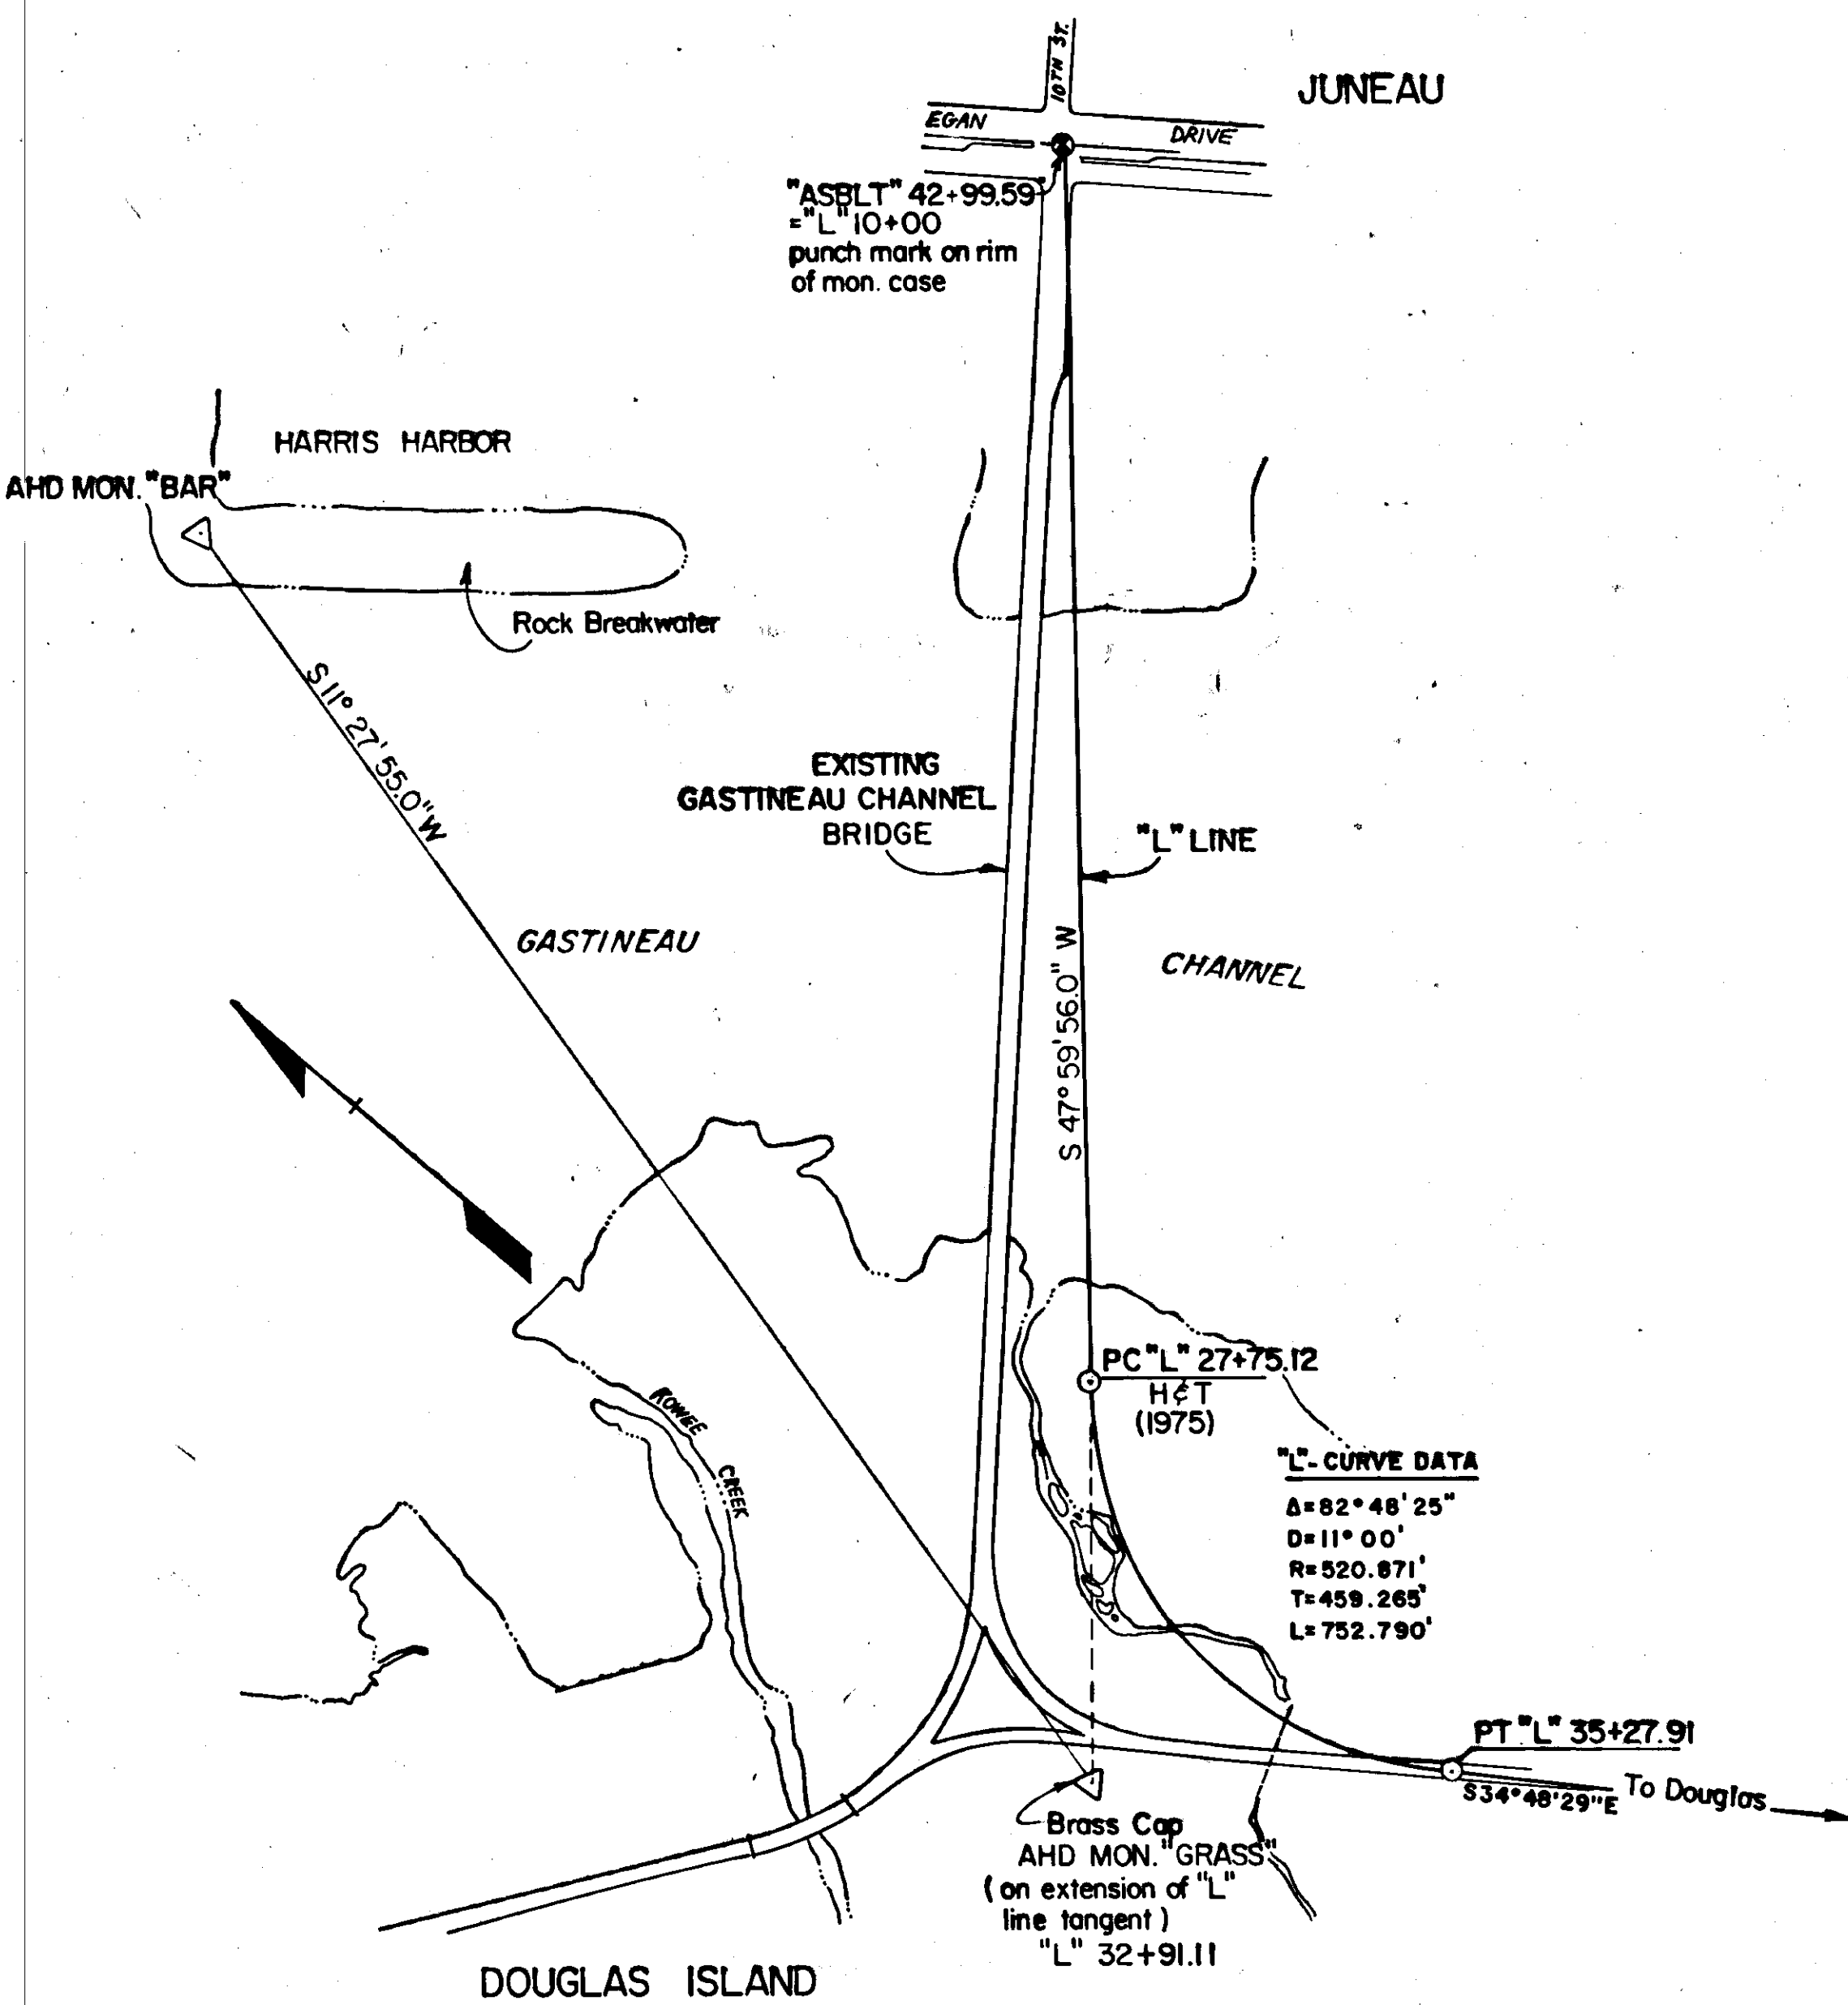 JUNEAU
10TH ST.
EGAN DRIVE
"ASBLT" 42+99.59
="L" 10+00
punch mark on rim
of mon. case
HARRIS HARBOR
AHD MON. "BAR"
Rock Breakwater
S 11° 27' 55.0" W
EXISTING
GASTINEAU CHANNEL
BRIDGE
"L" LINE
GASTINEAU
CHANNEL
S 47° 59' 56.0" W
PC "L" 27+75.12
H & T
(1975)
KOWEE
CREEK
"L"- CURVE DATA
Δ=82° 48' 25"
D=11° 00'
R=520.871'
T=459.265'
L=752.790'
PT "L" 35+27.91
S34°48'29"E
To Douglas
Brass Cap
AHD MON. "GRASS"
(on extension of "L"
line tangent)
"L" 32+91.11
DOUGLAS ISLAND